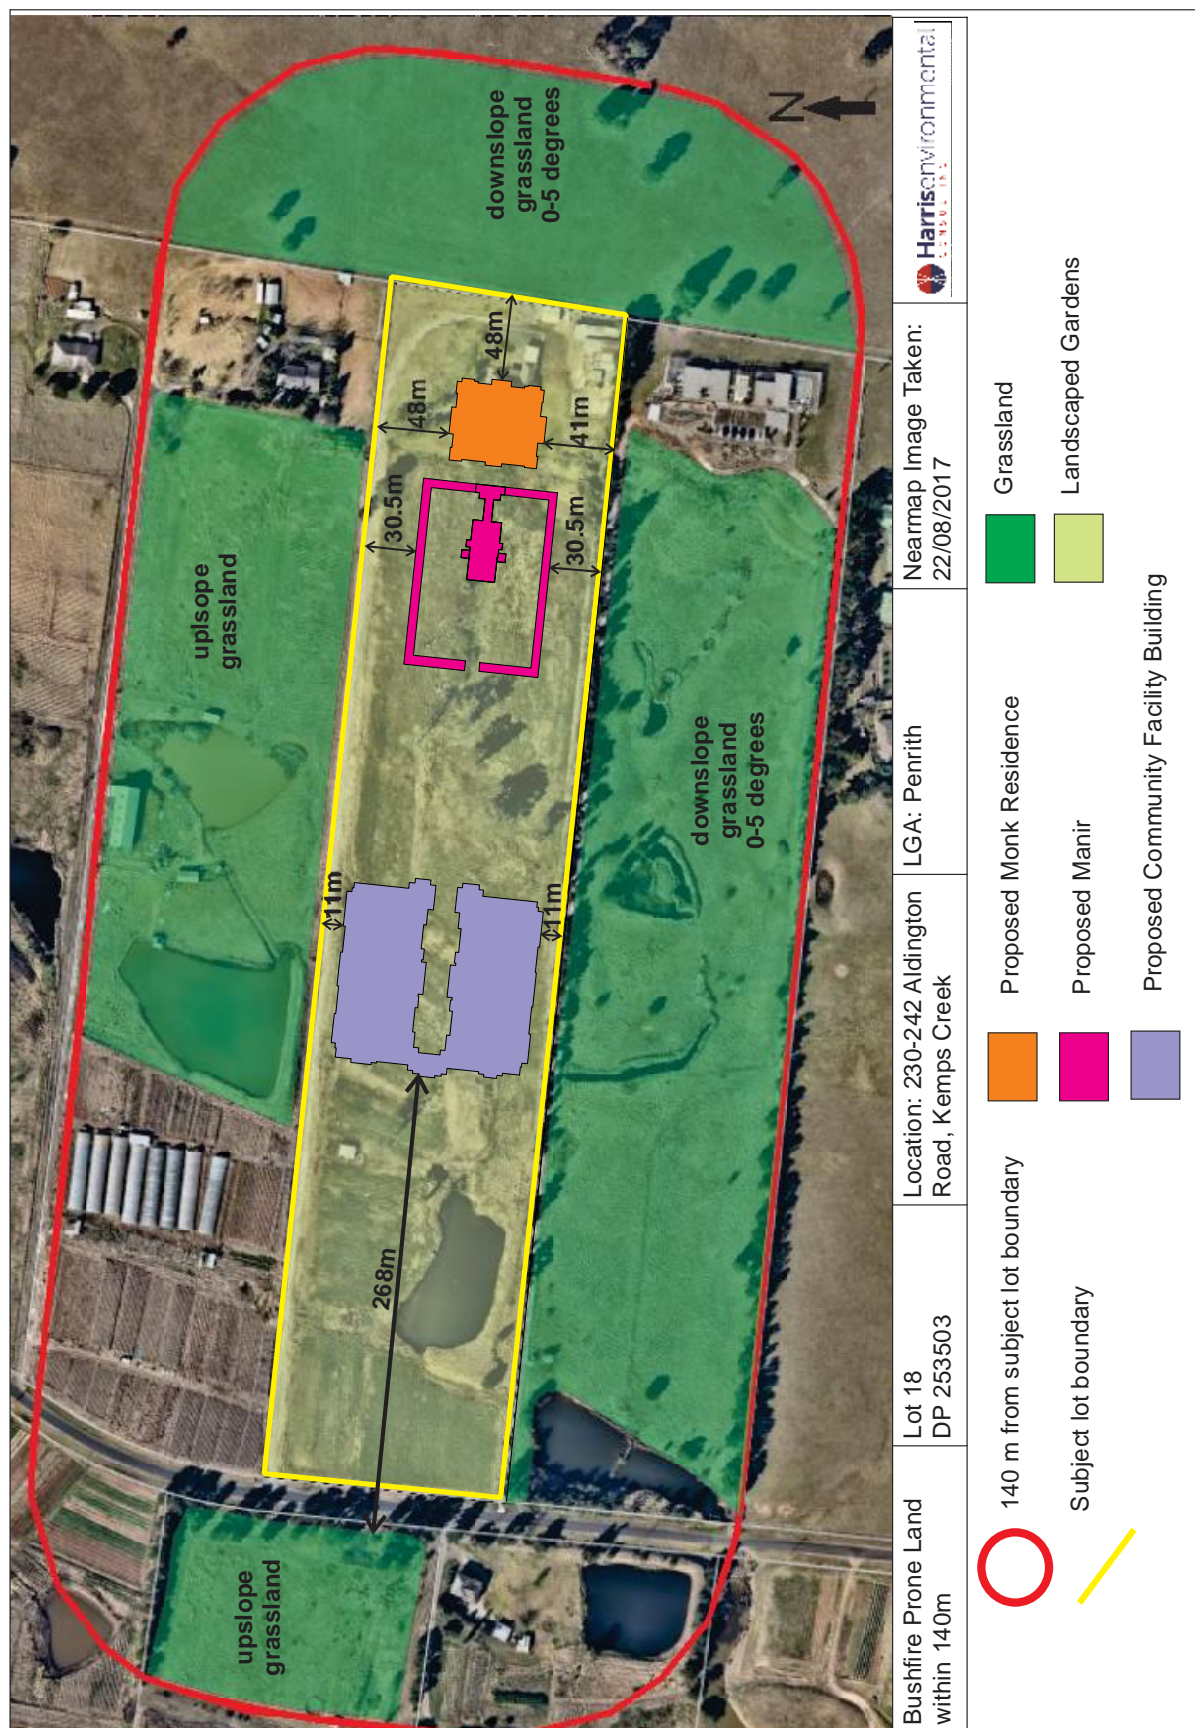 upslope
grassland
uplsope
grassland
downslope
grassland
0-5 degrees
downslope
grassland
0-5 degrees
268m
11m
11m
30.5m
30.5m
48m
48m
41m
N
Bushfire Prone Land
within 140m
Lot 18
DP 253503
Location: 230-242 Aldington
Road, Kemps Creek
LGA: Penrith
Nearmap Image Taken:
22/08/2017
Harrisenvironmental
CONSULTING
140 m from subject lot boundary
Subject lot boundary
Proposed Monk Residence
Proposed Manir
Proposed Community Facility Building
Grassland
Landscaped Gardens